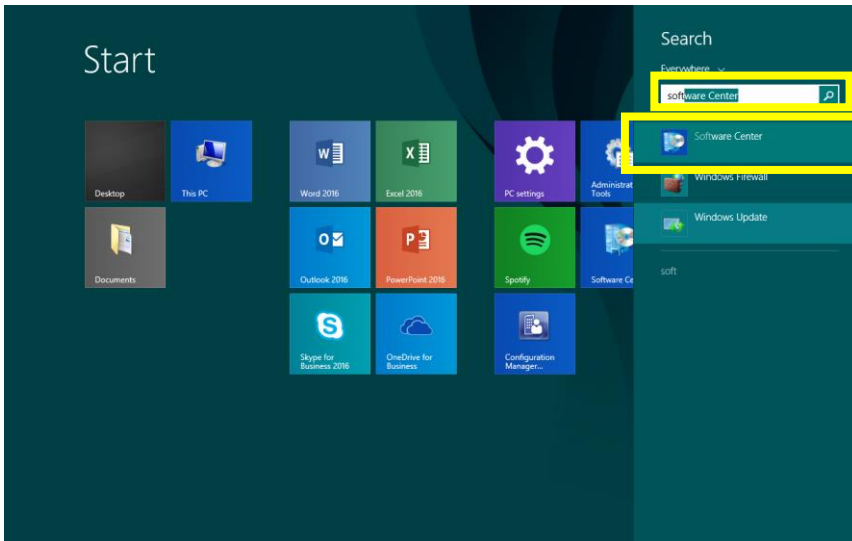 Start
Desktop
This PC
Documents
Word 2016
Excel 2016
Outlook 2016
PowerPoint 2016
Skype for
Business 2016
OneDrive for
Business
PC settings
Administrat
Tools
Spotify
Software Ce
Configuration
Manager...
Search
Everywhere
software Center
Software Center
Windows Firewall
Windows Update
soft